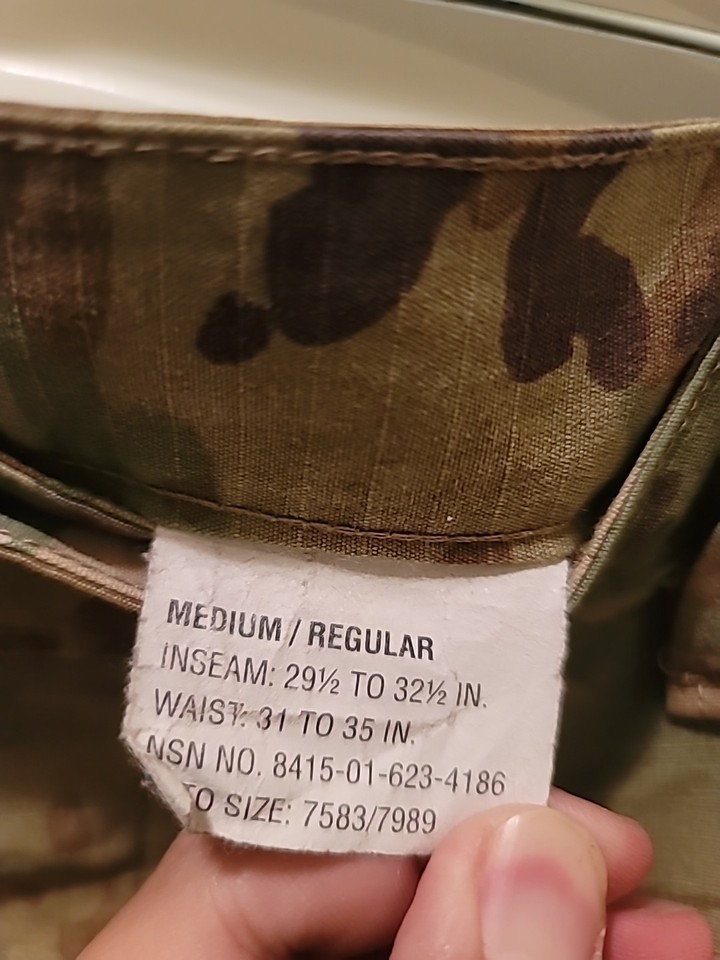 MEDIUM / REGULAR
INSEAM: 29½ TO 32½ IN.
WAIST: 31 TO 35 IN.
NSN NO. 8415-01-623-4186
TO SIZE: 7583/7989